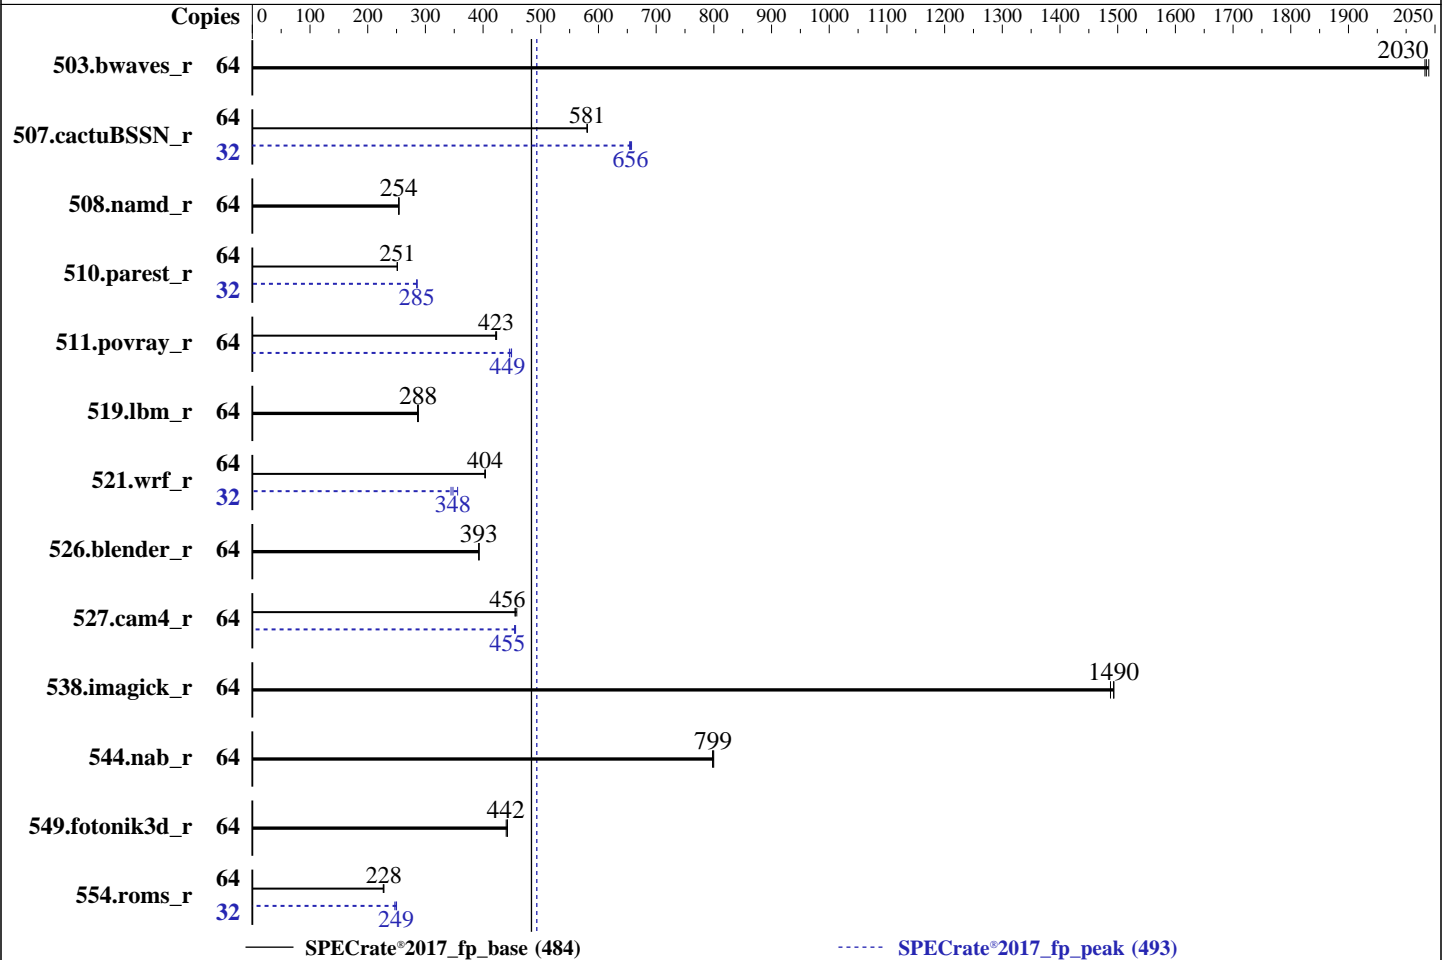 Copies 0 100 200 300 400 500 600 700 800 900 1000 1100 1200 1300 1400 1500 1600 1700 1800 1900 2050
503.bwaves_r 64 2030
507.cactuBSSN_r 64 581
32 656
508.namd_r 64 254
510.parest_r 64 251
32 285
511.povray_r 64 423
449
519.lbm_r 64 288
521.wrf_r 64 404
32 348
526.blender_r 64 393
527.cam4_r 64 456
455
538.imagick_r 64 1490
544.nab_r 64 799
549.fotonik3d_r 64 442
554.roms_r 64 228
32 249
SPECrate®2017_fp_base (484) SPECrate®2017_fp_peak (493)